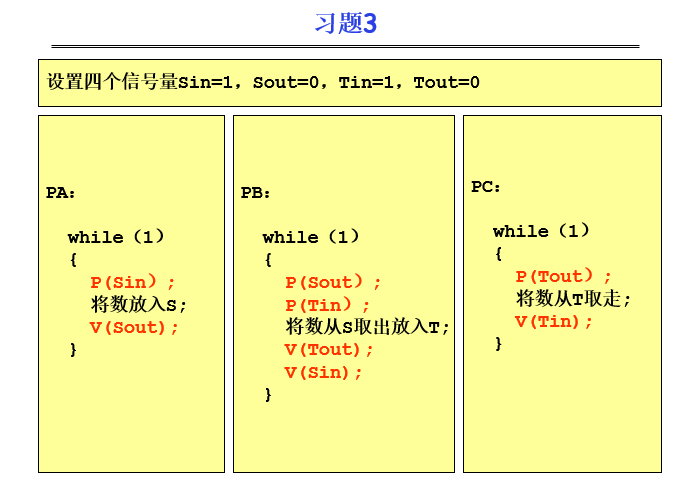 习题3
设置四个信号量Sin=1，Sout=0，Tin=1，Tout=0
PA：
while（1）
{
P(Sin）;
将数放入S;
V(Sout);
}
PB：
while（1）
{
P(Sout）;
P(Tin）;
将数从S取出放入T;
V(Tout);
V(Sin);
}
PC：
while（1）
{
P(Tout）;
将数从T取走;
V(Tin);
}